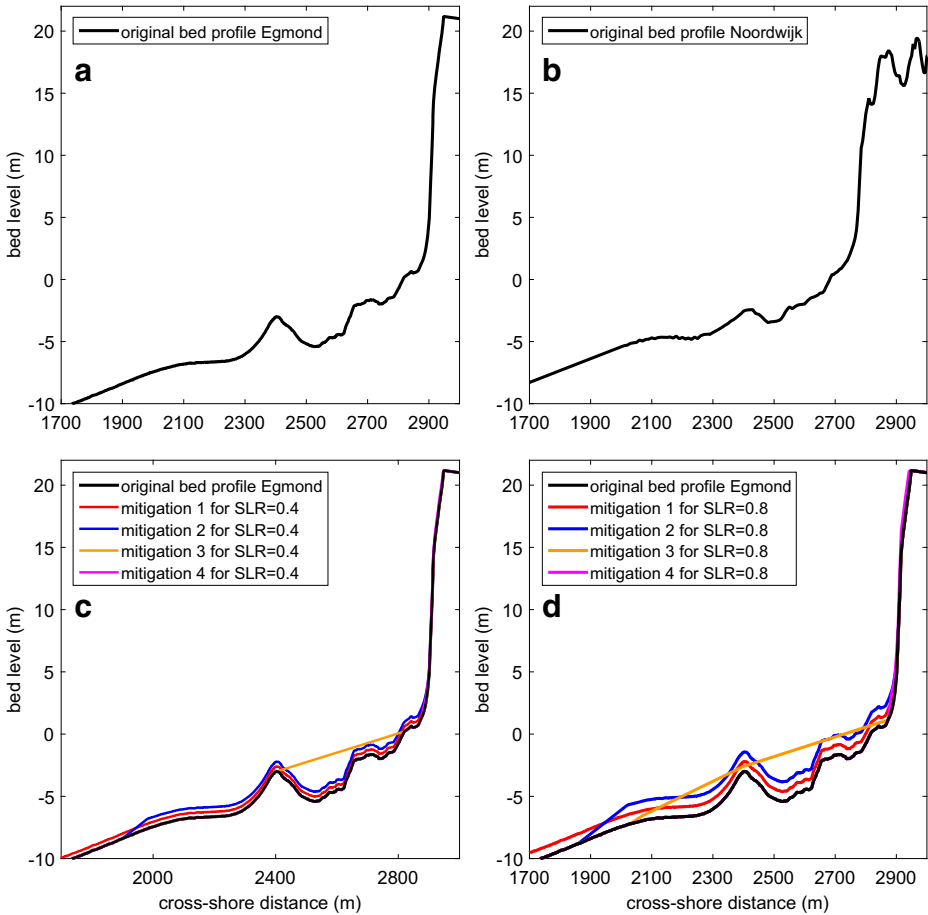 original bed profile Egmond
a
20
15
10
5
0
-5
-10
bed level (m)
1700 1900 2100 2300 2500 2700 2900
original bed profile Noordwijk
b
20
15
10
5
0
-5
-10
bed level (m)
1700 1900 2100 2300 2500 2700 2900
original bed profile Egmond
mitigation 1 for SLR=0.4
mitigation 2 for SLR=0.4
mitigation 3 for SLR=0.4
mitigation 4 for SLR=0.4
c
20
15
10
5
0
-5
-10
bed level (m)
2000 2400 2800
cross-shore distance (m)
original bed profile Egmond
mitigation 1 for SLR=0.8
mitigation 2 for SLR=0.8
mitigation 3 for SLR=0.8
mitigation 4 for SLR=0.8
d
20
15
10
5
0
-5
-10
bed level (m)
1700 1900 2100 2300 2500 2700 2900
cross-shore distance (m)